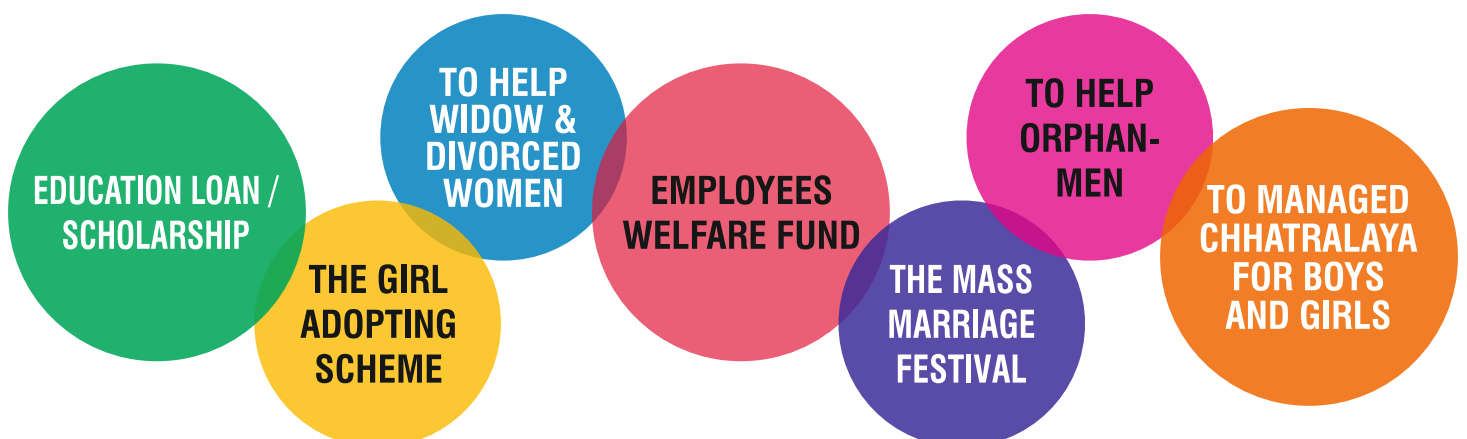 EDUCATION LOAN /
SCHOLARSHIP
THE GIRL
ADOPTING
SCHEME
TO HELP
WIDOW &
DIVORCED
WOMEN
EMPLOYEES
WELFARE FUND
THE MASS
MARRIAGE
FESTIVAL
TO HELP
ORPHAN-
MEN
TO MANAGED
CHHATRALAYA
FOR BOYS
AND GIRLS